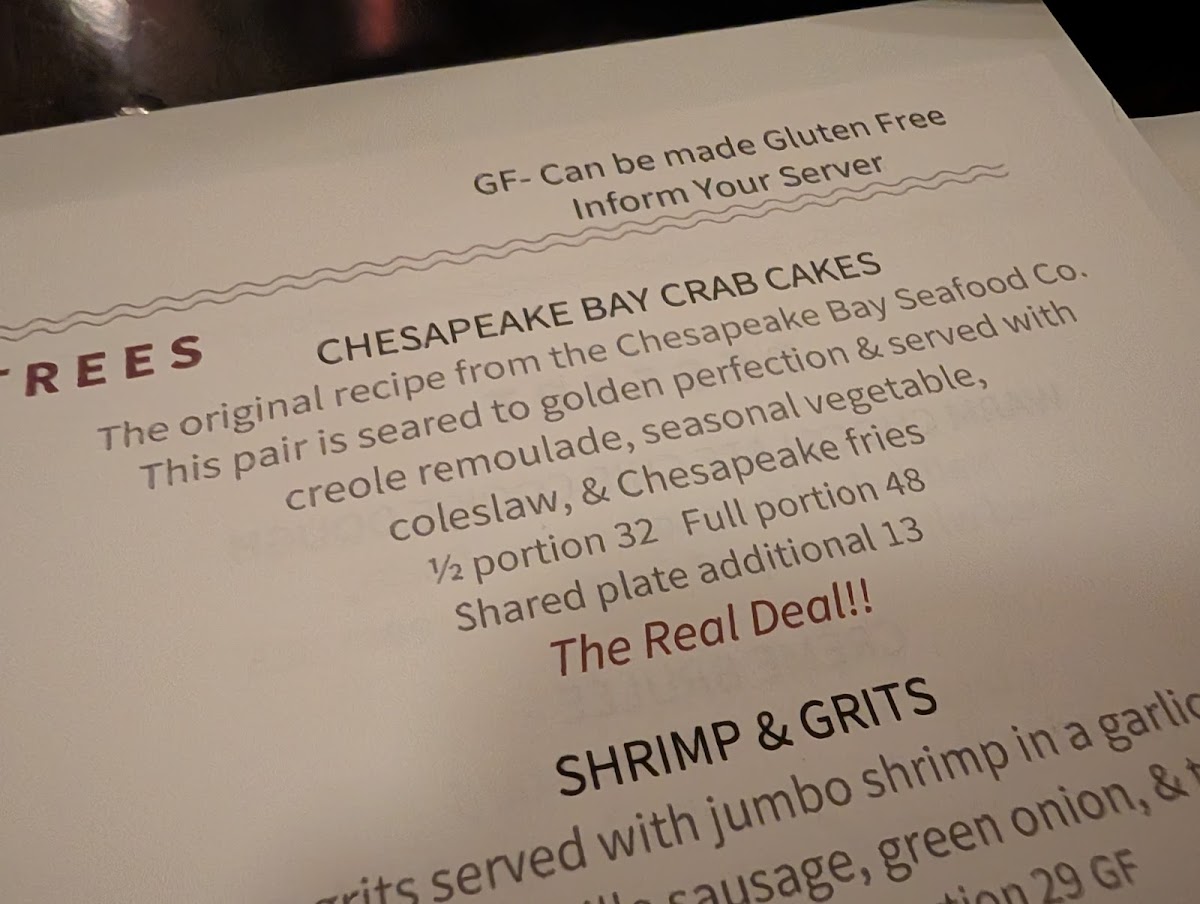 GF- Can be made Gluten Free
Inform Your Server
REES
CHESAPEAKE BAY CRAB CAKES
The original recipe from the Chesapeake Bay Seafood Co.
This pair is seared to golden perfection & served with
creole remoulade, seasonal vegetable,
coleslaw, & Chesapeake fries
½ portion 32 Full portion 48
Shared plate additional 13
The Real Deal!!
SHRIMP & GRITS
grits served with jumbo shrimp in a garlic
sausage, green onion, &
29 GF